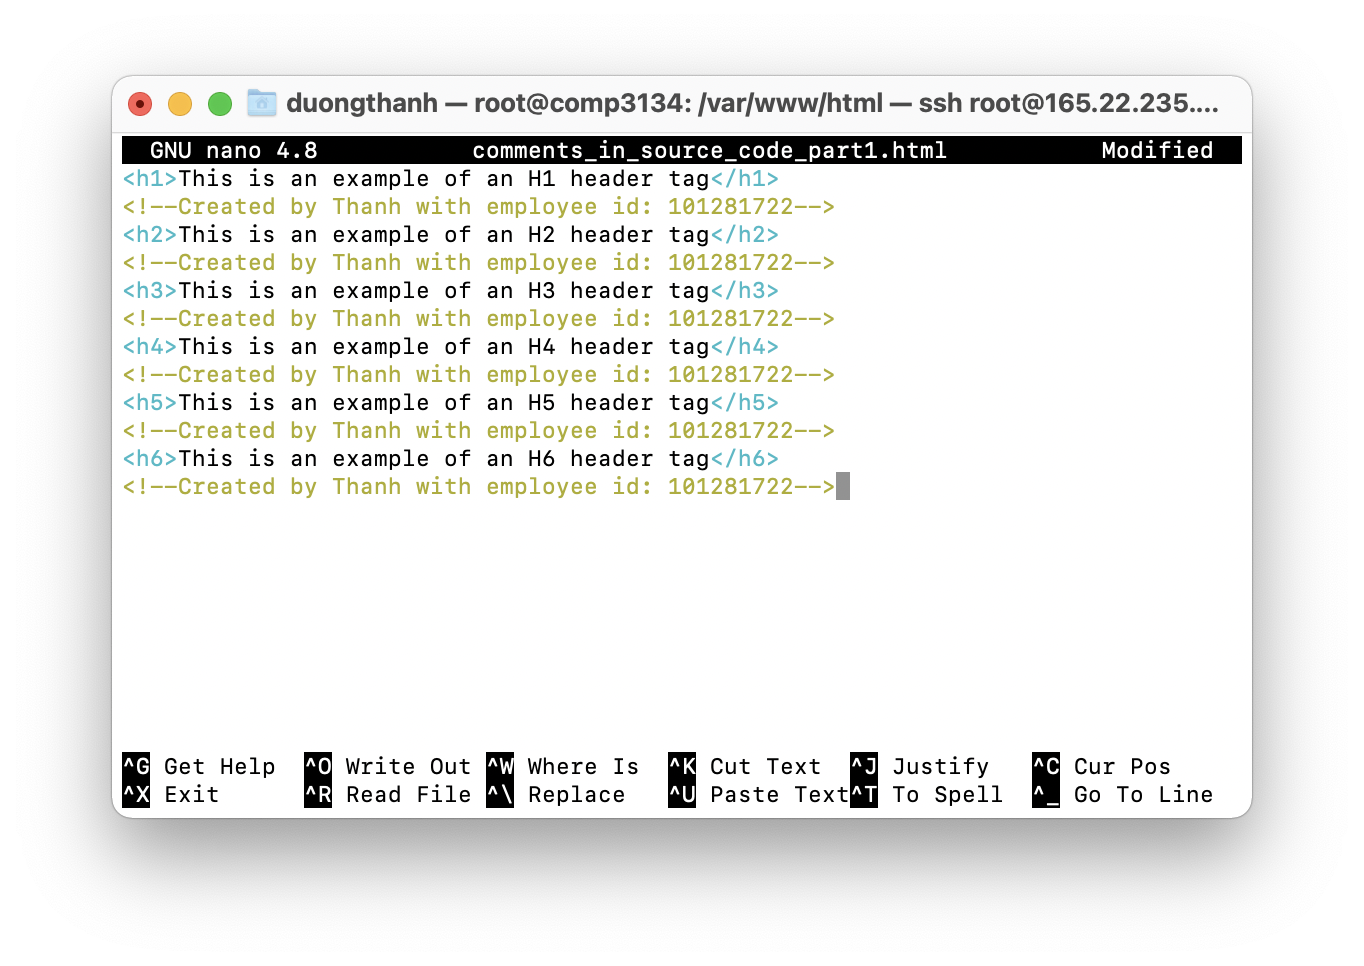 duongthanh — root@comp3134: /var/www/html — ssh root@165.22.235....
GNU nano 4.8 comments_in_source_code_part1.html Modified
<h1>This is an example of an H1 header tag</h1>
<!--Created by Thanh with employee id: 101281722-->
<h2>This is an example of an H2 header tag</h2>
<!--Created by Thanh with employee id: 101281722-->
<h3>This is an example of an H3 header tag</h3>
<!--Created by Thanh with employee id: 101281722-->
<h4>This is an example of an H4 header tag</h4>
<!--Created by Thanh with employee id: 101281722-->
<h5>This is an example of an H5 header tag</h5>
<!--Created by Thanh with employee id: 101281722-->
<h6>This is an example of an H6 header tag</h6>
<!--Created by Thanh with employee id: 101281722-->
^G Get Help ^O Write Out ^W Where Is ^K Cut Text ^J Justify ^C Cur Pos
^X Exit ^R Read File ^\ Replace ^U Paste Text^T To Spell ^_ Go To Line